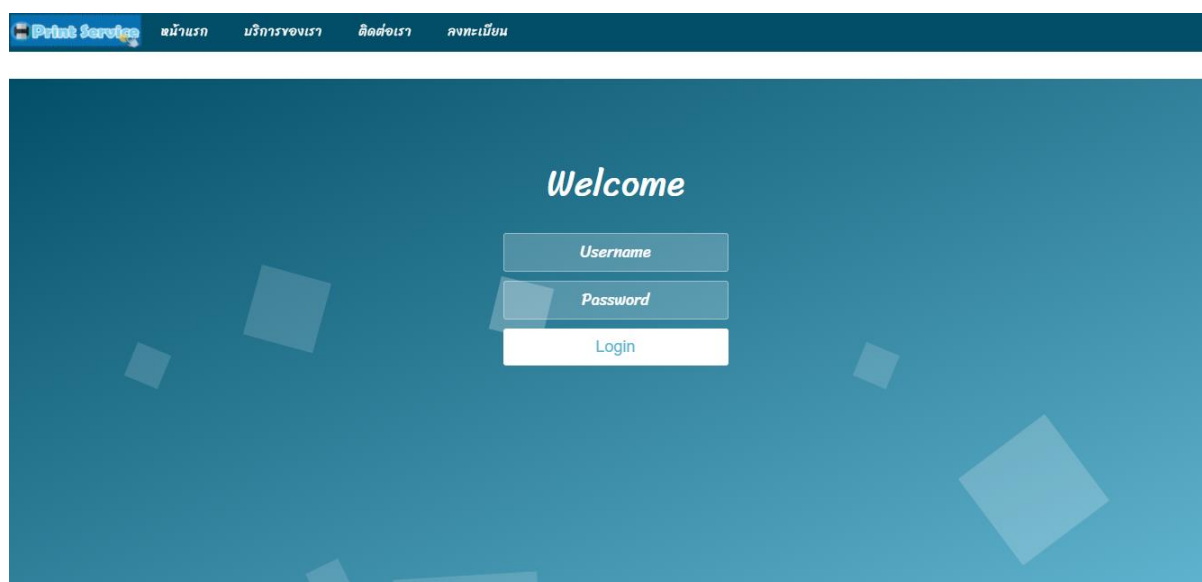 Print Service หน้าแรก บริการของเรา ติดต่อเรา ลงทะเบียน
Welcome
Username
Password
Login